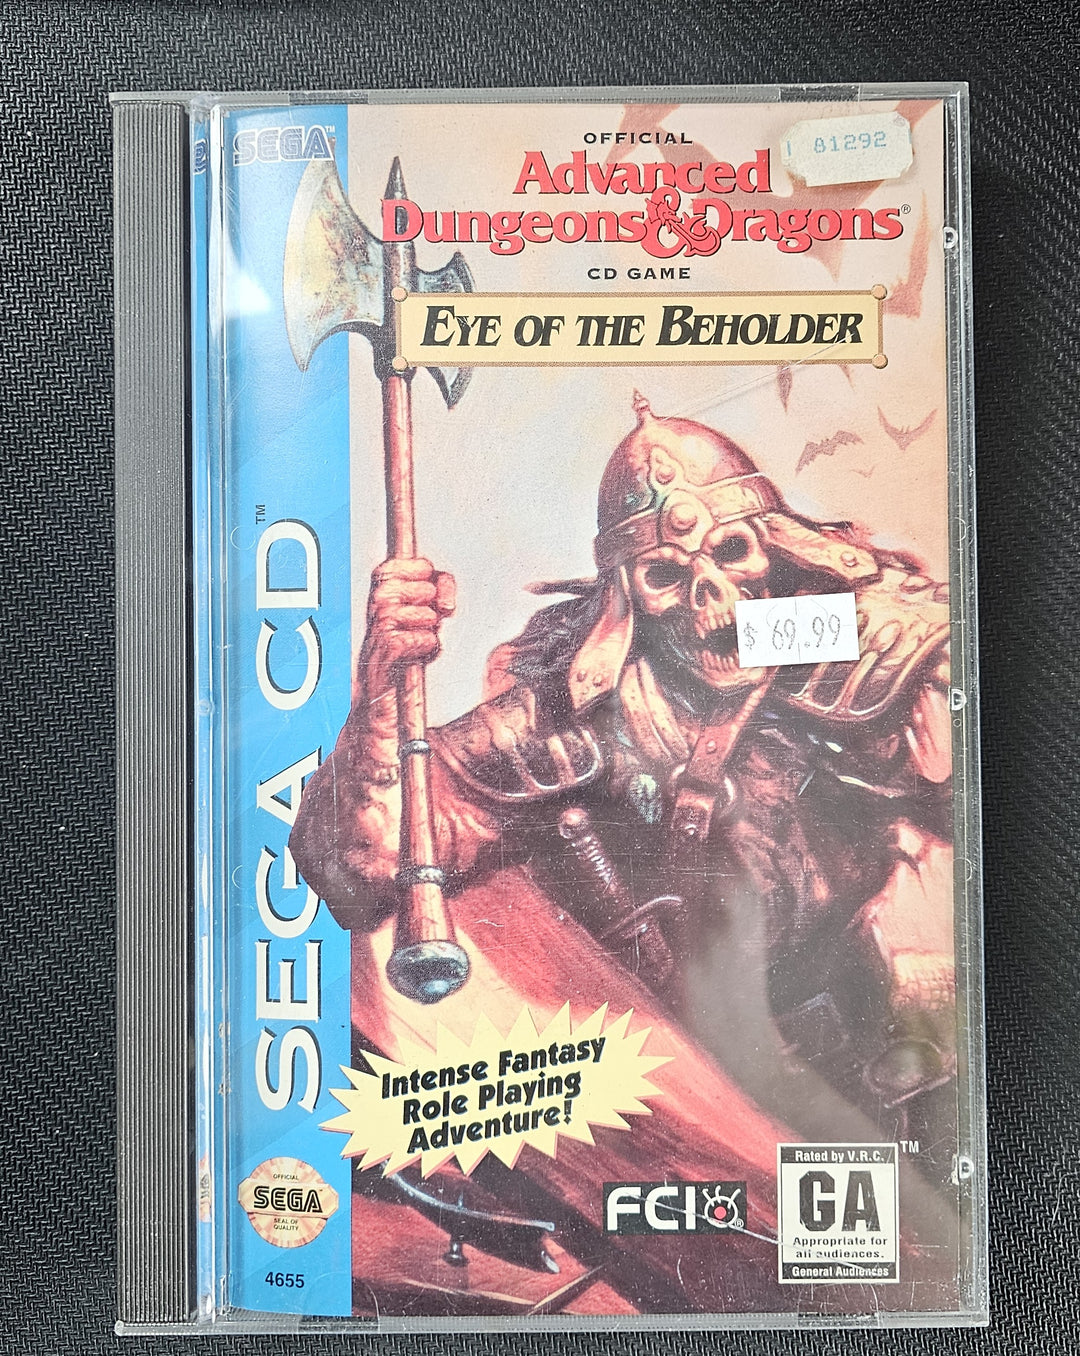 SEGA™
OFFICIAL
Advanced
Dungeons & Dragons®
CD GAME
EYE OF THE BEHOLDER
81292
$ 69.99
SEGA CD™
Intense Fantasy
Role Playing
Adventure!
OFFICIAL
SEGA
SEAL OF
QUALITY
4655
FCI®
Rated by V.R.C.™
GA
Appropriate for
all audiences.
General Audiences